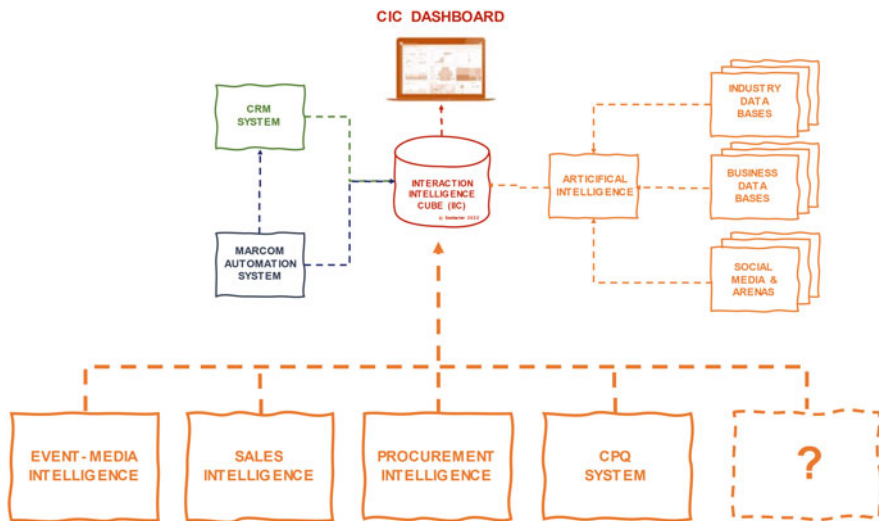 CIC DASHBOARD
CRM
SYSTEM
MARCOM
AUTOMATION
SYSTEM
INTERACTION
INTELLIGENCE
CUBE (IIC)
ARTICIFICAL
INTELLIGENCE
INDUSTRY
DATA
BASES
BUSINESS
DATA
BASES
SOCIAL
MEDIA &
ARENAS
EVENT - MEDIA
INTELLIGENCE
SALES
INTELLIGENCE
PROCUREMENT
INTELLIGENCE
CPQ
SYSTEM
?